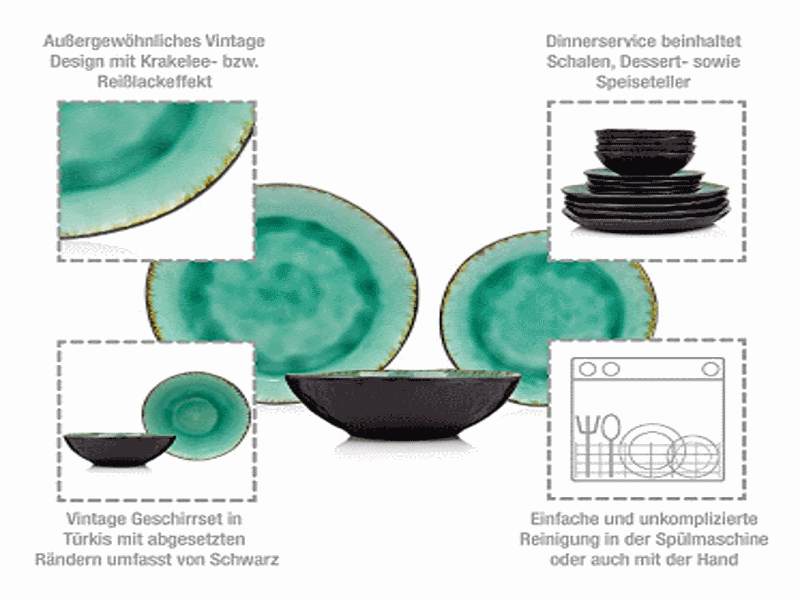 Außergewöhnliches Vintage
Design mit Krakelee- bzw.
Reißlackeffekt
Dinnerservice beinhaltet
Schalen, Dessert- sowie
Speiseteller
Vintage Geschirrset in
Türkis mit abgesetzten
Rändern umfasst von Schwarz
Einfache und unkomplizierte
Reinigung in der Spülmaschine
oder auch mit der Hand